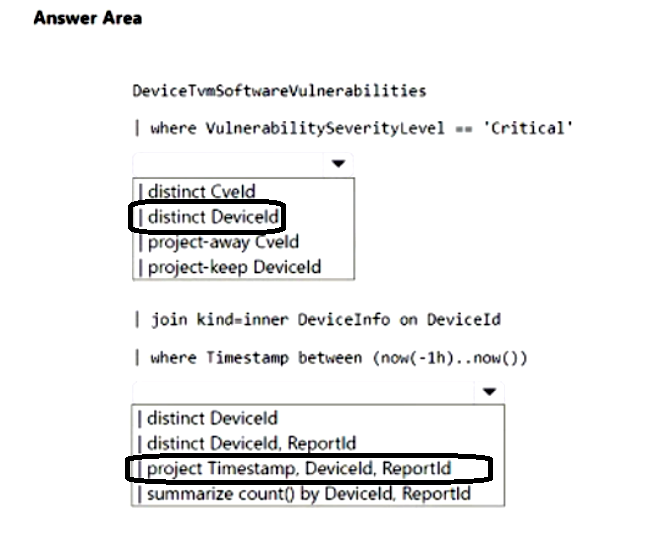 Answer Area
DeviceTvmSoftwareVulnerabilities
| where VulnerabilitySeverityLevel == 'Critical'
| distinct CveId
| distinct DeviceId
| project-away CveId
| project-keep DeviceId
| join kind=inner DeviceInfo on DeviceId
| where Timestamp between (now(-1h)..now())
| distinct DeviceId
| distinct DeviceId, ReportId
| project Timestamp, DeviceId, ReportId
| summarize count() by DeviceId, ReportId